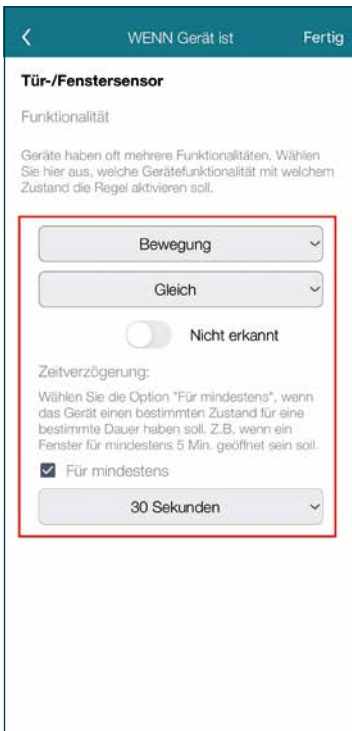 WENN Gerät ist
Fertig
Tür-/Fenstersensor
Funktionalität
Geräte haben oft mehrere Funktionalitäten. Wählen
Sie hier aus, welche Gerätefunktionalität mit welchem
Zustand die Regel aktivieren soll.
Bewegung
Gleich
Nicht erkannt
Zeitverzögerung:
Wählen Sie die Option "Für mindestens", wenn
das Gerät einen bestimmten Zustand für eine
bestimmte Dauer haben soll. Z.B. wenn ein
Fenster für mindestens 5 Min. geöffnet sein soll.
Für mindestens
30 Sekunden